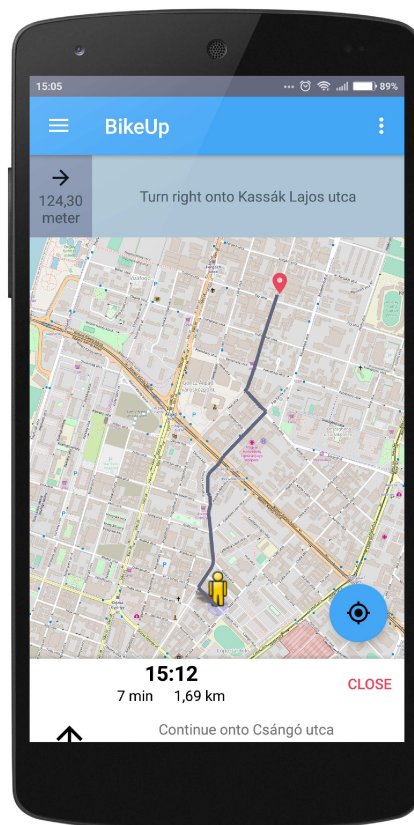 15:05
89%
BikeUp
124,30
meter
Turn right onto Kassák Lajos utca
15:12
7 min 1,69 km
CLOSE
Continue onto Csángó utca